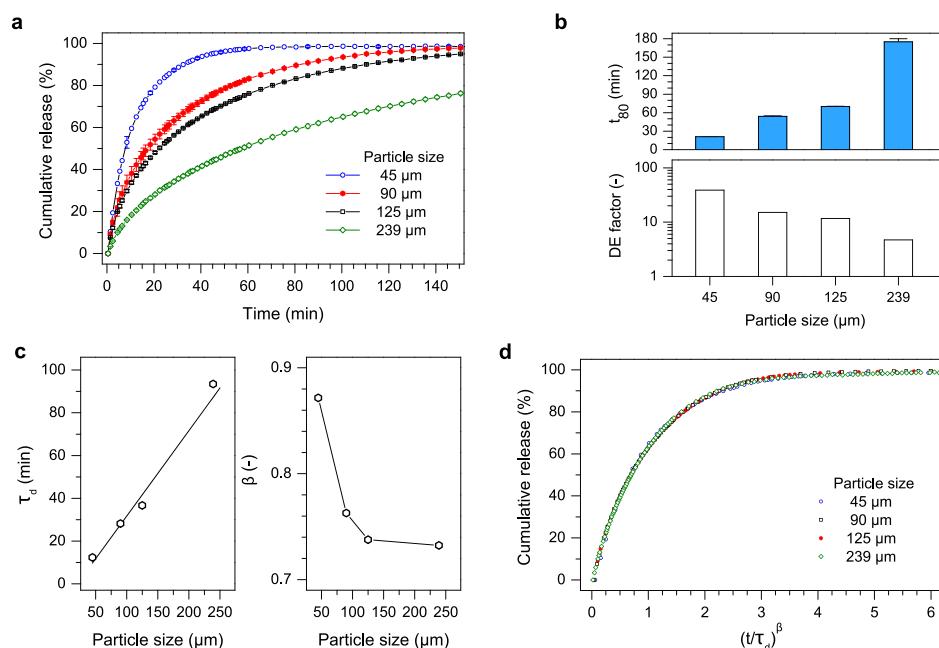 a
100
80
60
40
20
0
Cumulative release (%)
Particle size
45 µm
90 µm
125 µm
239 µm
0 20 40 60 80 100 120 140
Time (min)
b
180
150
120
90
60
30
0
t80 (min)
100
10
1
DE factor (-)
45 90 125 239
Particle size (µm)
c
100
80
60
40
20
0
τd (min)
50 100 150 200 250
Particle size (µm)
0.9
0.8
0.7
β (-)
50 100 150 200 250
Particle size (µm)
d
100
80
60
40
20
0
Cumulative release (%)
Particle size
45 µm
90 µm
125 µm
239 µm
0 1 2 3 4 5 6
(t/τd)β